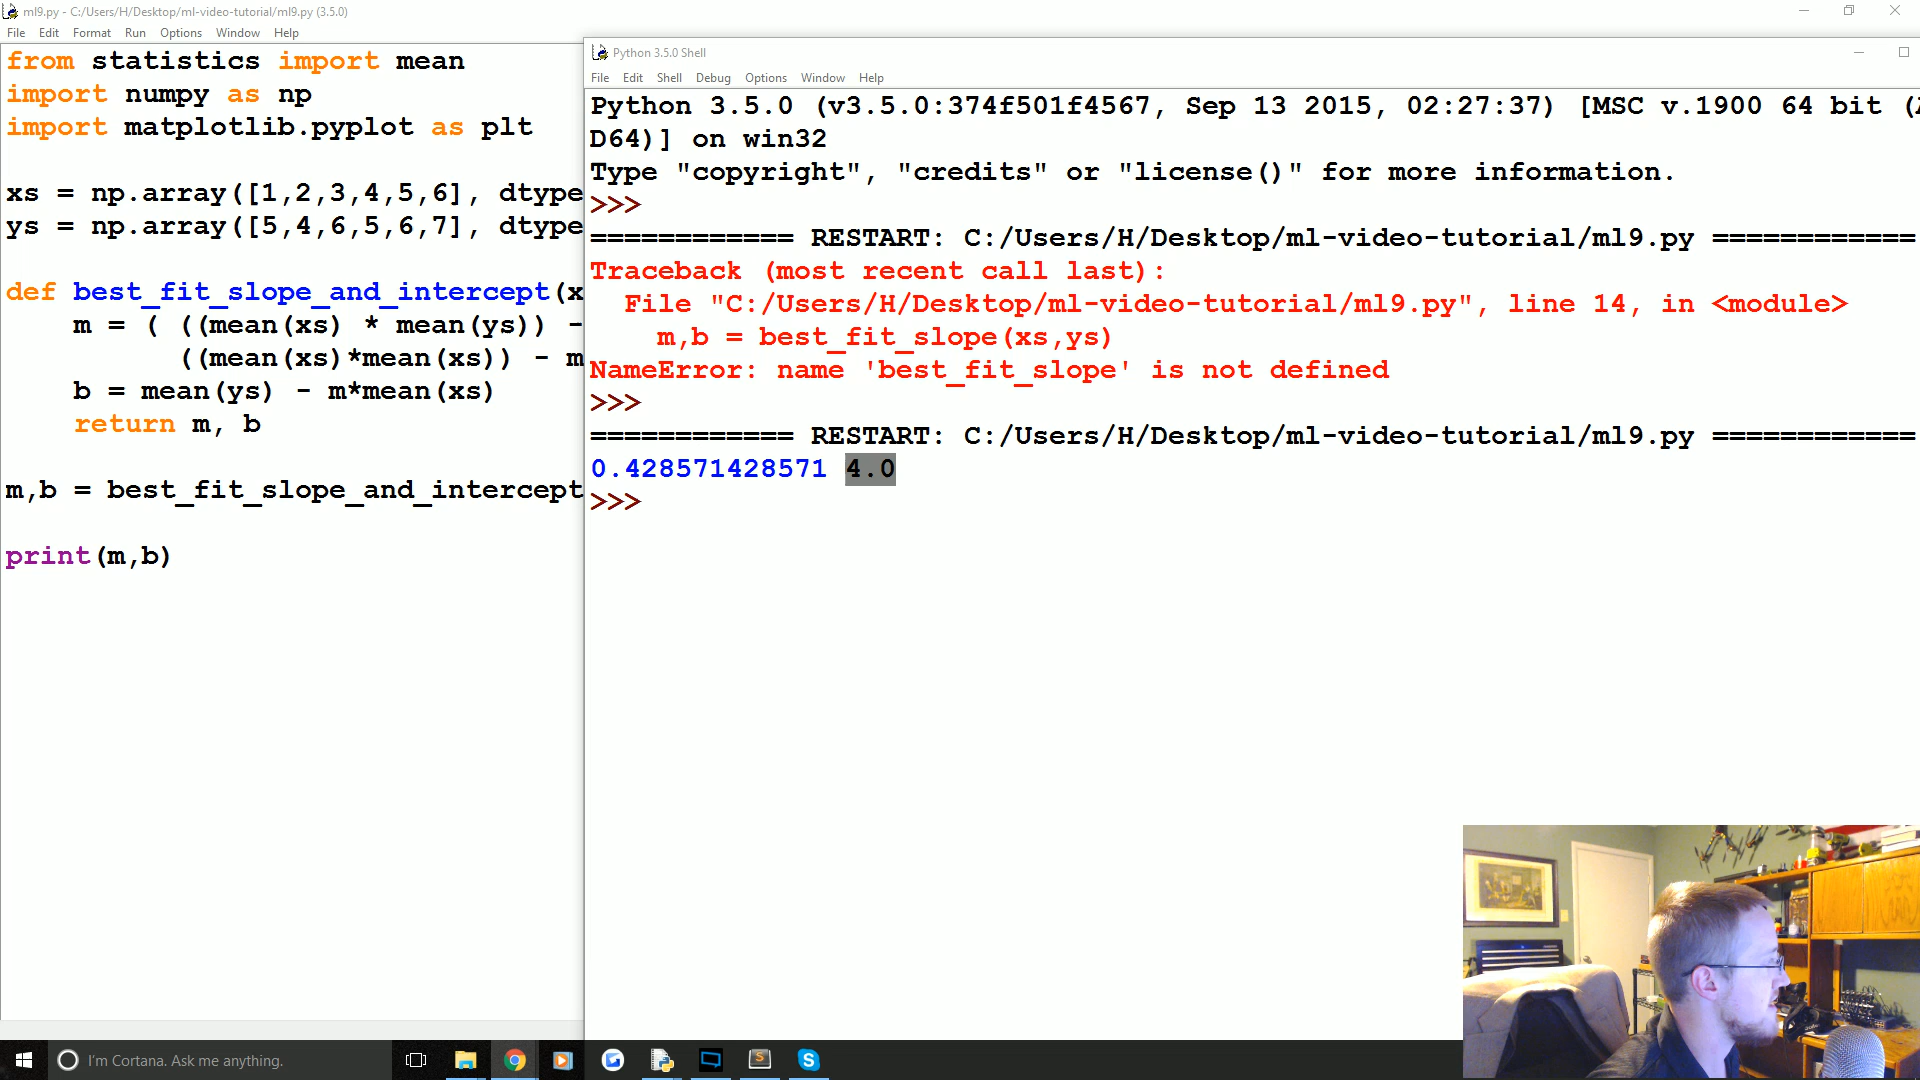 ml9.py - C:/Users/H/Desktop/ml-video-tutorial/ml9.py (3.5.0)
File Edit Format Run Options Window Help
from statistics import mean
import numpy as np
import matplotlib.pyplot as plt
xs = np.array([1,2,3,4,5,6], dtype
ys = np.array([5,4,6,5,6,7], dtype
def best_fit_slope_and_intercept(x
m = ( ((mean(xs) * mean(ys)) -
((mean(xs)*mean(xs)) - m
b = mean(ys) - m*mean(xs)
return m, b
m,b = best_fit_slope_and_intercept
print(m,b)
Python 3.5.0 Shell
File Edit Shell Debug Options Window Help
Python 3.5.0 (v3.5.0:374f501f4567, Sep 13 2015, 02:27:37) [MSC v.1900 64 bit (
D64)] on win32
Type "copyright", "credits" or "license()" for more information.
>>>
============ RESTART: C:/Users/H/Desktop/ml-video-tutorial/ml9.py ============
Traceback (most recent call last):
File "C:/Users/H/Desktop/ml-video-tutorial/ml9.py", line 14, in <module>
m,b = best_fit_slope(xs,ys)
NameError: name 'best_fit_slope' is not defined
>>>
============ RESTART: C:/Users/H/Desktop/ml-video-tutorial/ml9.py ============
0.428571428571 4.0
>>>
I'm Cortana. Ask me anything.